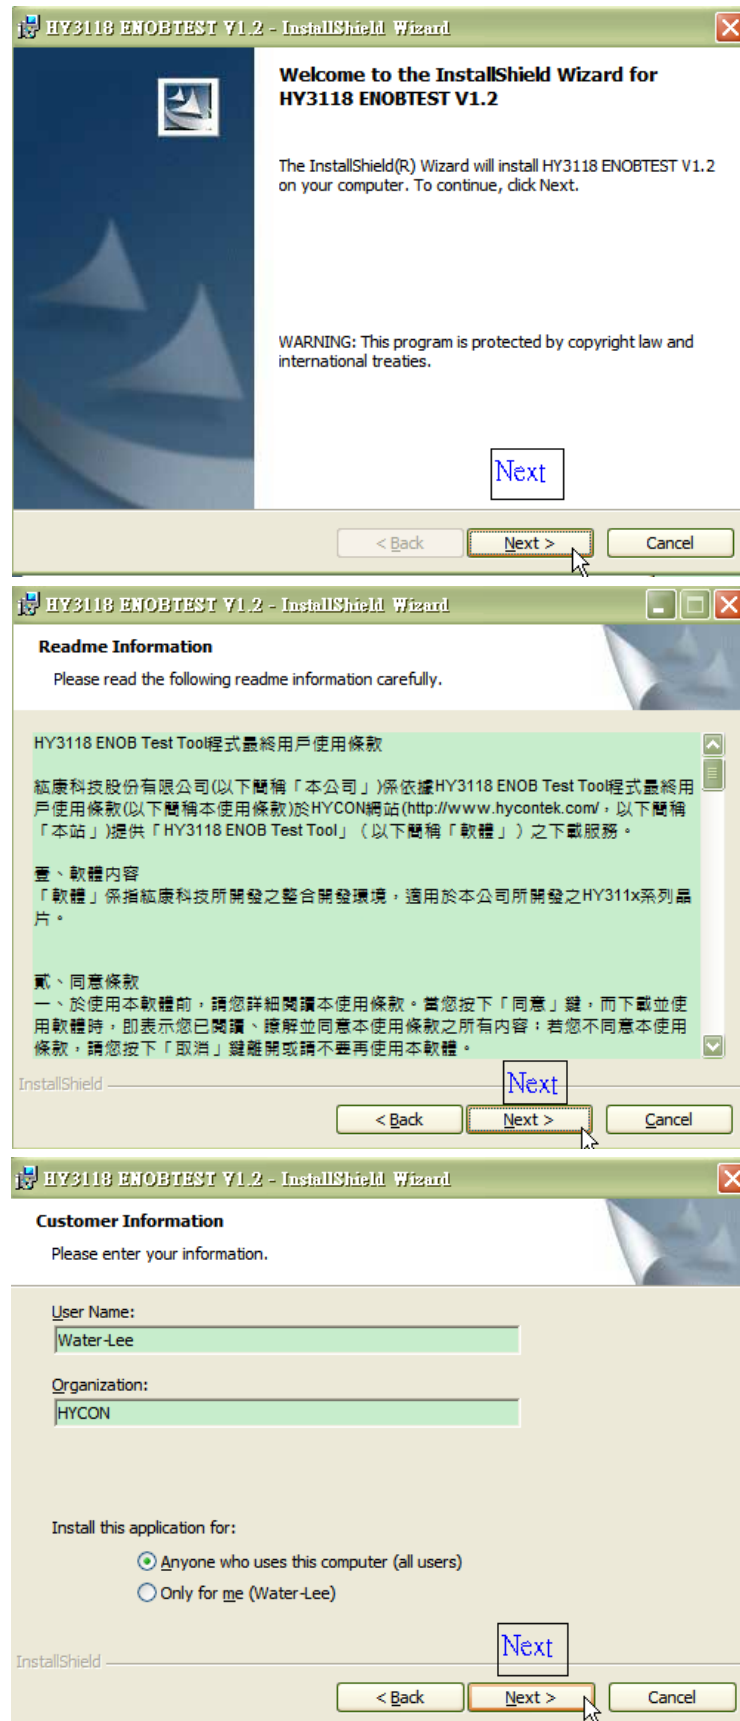 HY3118 ENOBTEST V1.2 - InstallShield Wizard
Welcome to the InstallShield Wizard for
HY3118 ENOBTEST V1.2
The InstallShield(R) Wizard will install HY3118 ENOBTEST V1.2
on your computer. To continue, click Next.
WARNING: This program is protected by copyright law and
international treaties.
Next
< Back Next > Cancel
HY3118 ENOBTEST V1.2 - InstallShield Wizard
Readme Information
Please read the following readme information carefully.
HY3118 ENOB Test Tool程式最終用戶使用條款
紘康科技股份有限公司(以下簡稱「本公司」)係依據HY3118 ENOB Test Tool程式最終用
戶使用條款(以下簡稱本使用條款)於HYCON網站(http://www.hycontek.com/，以下簡稱
「本站」)提供「HY3118 ENOB Test Tool」（以下簡稱「軟體」）之下載服務。
壹、軟體內容
「軟體」係指紘康科技所開發之整合開發環境，適用於本公司所開發之HY311x系列晶
片。
貳、同意條款
一、於使用本軟體前，請您詳細閱讀本使用條款。當您按下「同意」鍵，而下載並使
用軟體時，即表示您已閱讀、瞭解並同意本使用條款之所有內容；若您不同意本使用
條款，請您按下「取消」鍵離開或請不要再使用本軟體。
InstallShield
Next
< Back Next > Cancel
HY3118 ENOBTEST V1.2 - InstallShield Wizard
Customer Information
Please enter your information.
User Name:
Water-Lee
Organization:
HYCON
Install this application for:
Anyone who uses this computer (all users)
Only for me (Water-Lee)
Next
InstallShield
< Back Next > Cancel